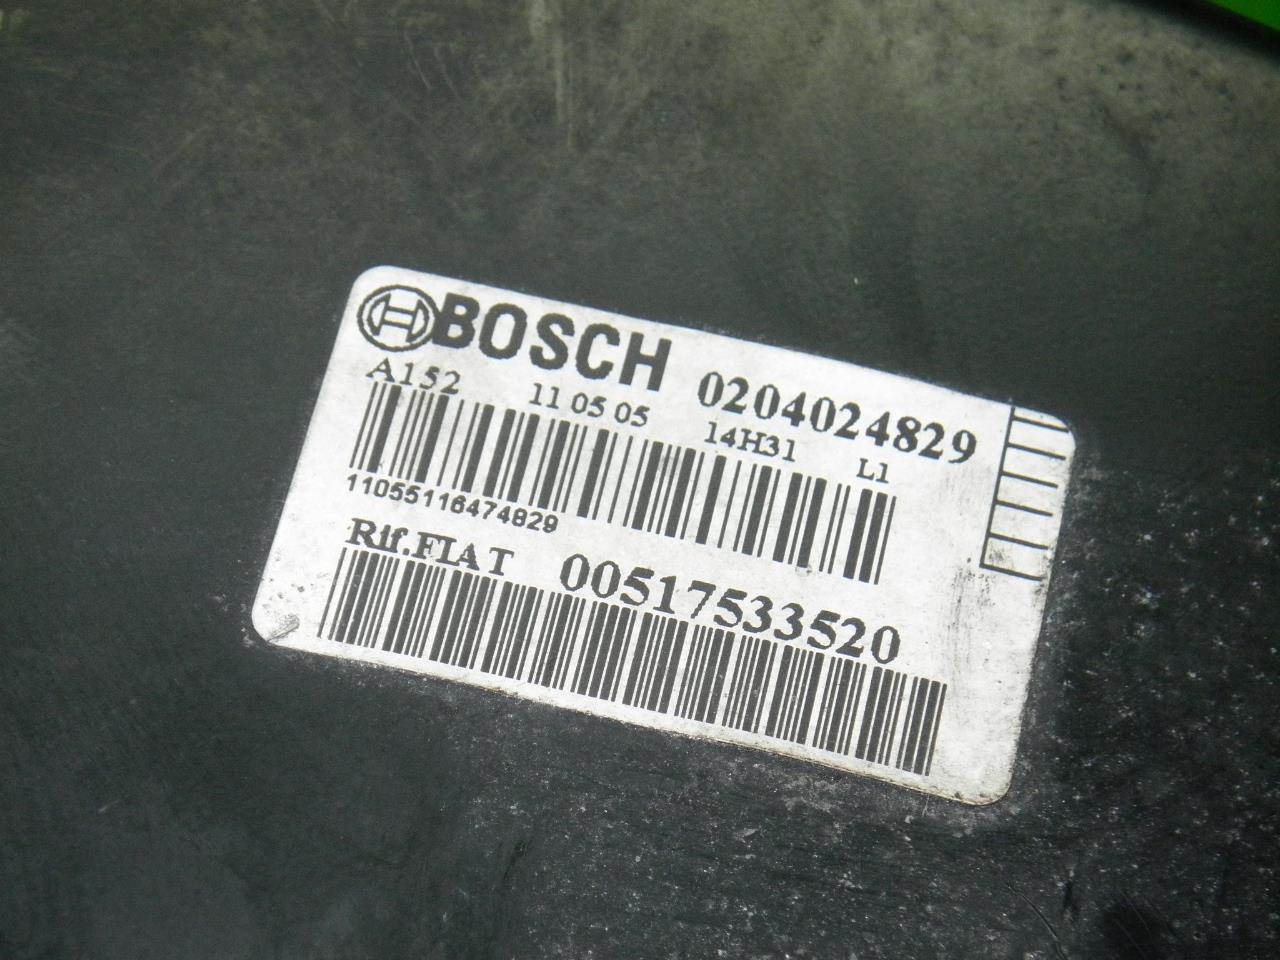 BOSCH 0204024829
A152 11 05 05 14H31 L1
11055116474829
Rif.FIAT 00517533520